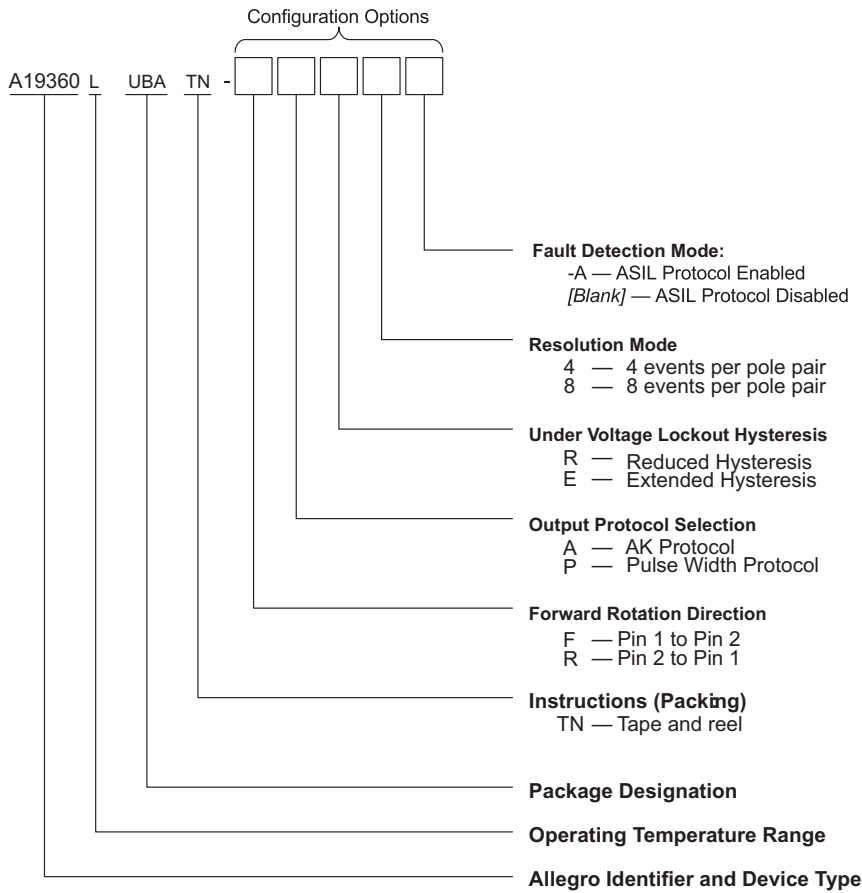 Configuration Options
A19360 L UBA TN -
Fault Detection Mode:
-A — ASIL Protocol Enabled
[Blank] — ASIL Protocol Disabled
Resolution Mode
4 — 4 events per pole pair
8 — 8 events per pole pair
Under Voltage Lockout Hysteresis
R — Reduced Hysteresis
E — Extended Hysteresis
Output Protocol Selection
A — AK Protocol
P — Pulse Width Protocol
Forward Rotation Direction
F — Pin 1 to Pin 2
R — Pin 2 to Pin 1
Instructions (Packing)
TN — Tape and reel
Package Designation
Operating Temperature Range
Allegro Identifier and Device Type